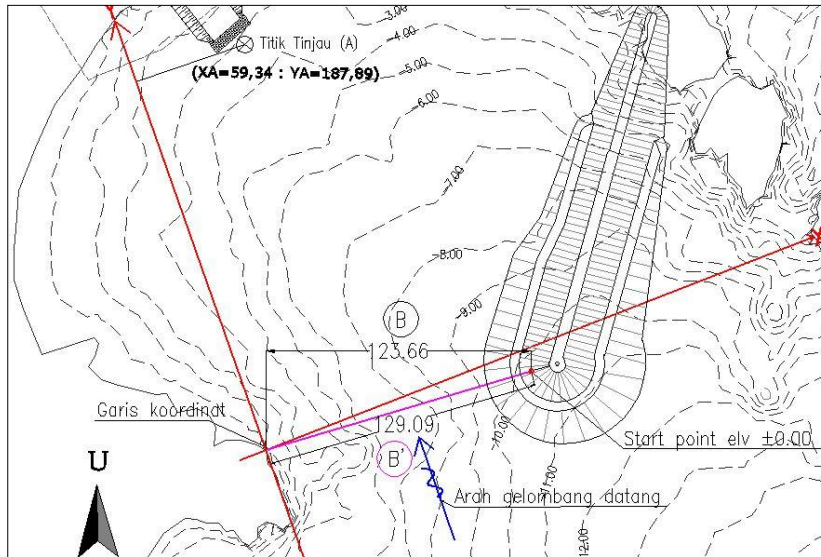 -3.00
-4.00
Titik Tinjau (A)
(XA=59,34 : YA=187,89)
-5.00
-6.00
-7.00
-8.00
-9.00
B
123.66
Garis koordinat
129.09
-10.00
Start point elv ±0.00
B'
U
Arah gelombang datang
-11.00
-12.00